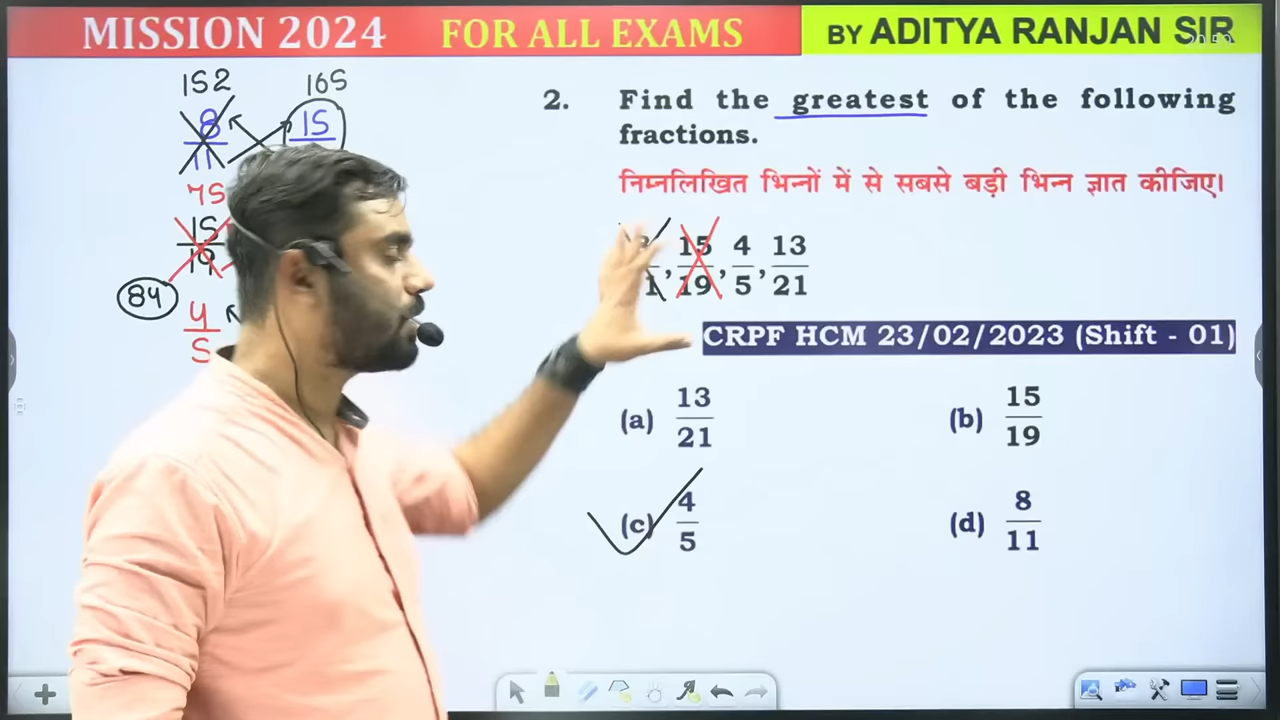 MISSION 2024 FOR ALL EXAMS BY ADITYA RANJAN SIR
152 165
8 15
11
75
15
19
84
4
5
2. Find the greatest of the following
fractions.
निम्नलिखित भिन्नों में से सबसे बड़ी भिन्न ज्ञात कीजिए।
, 15/19, 4/5, 13/21
CRPF HCM 23/02/2023 (Shift - 01)
(a) 13/21 (b) 15/19
(c) 4/5 (d) 8/11